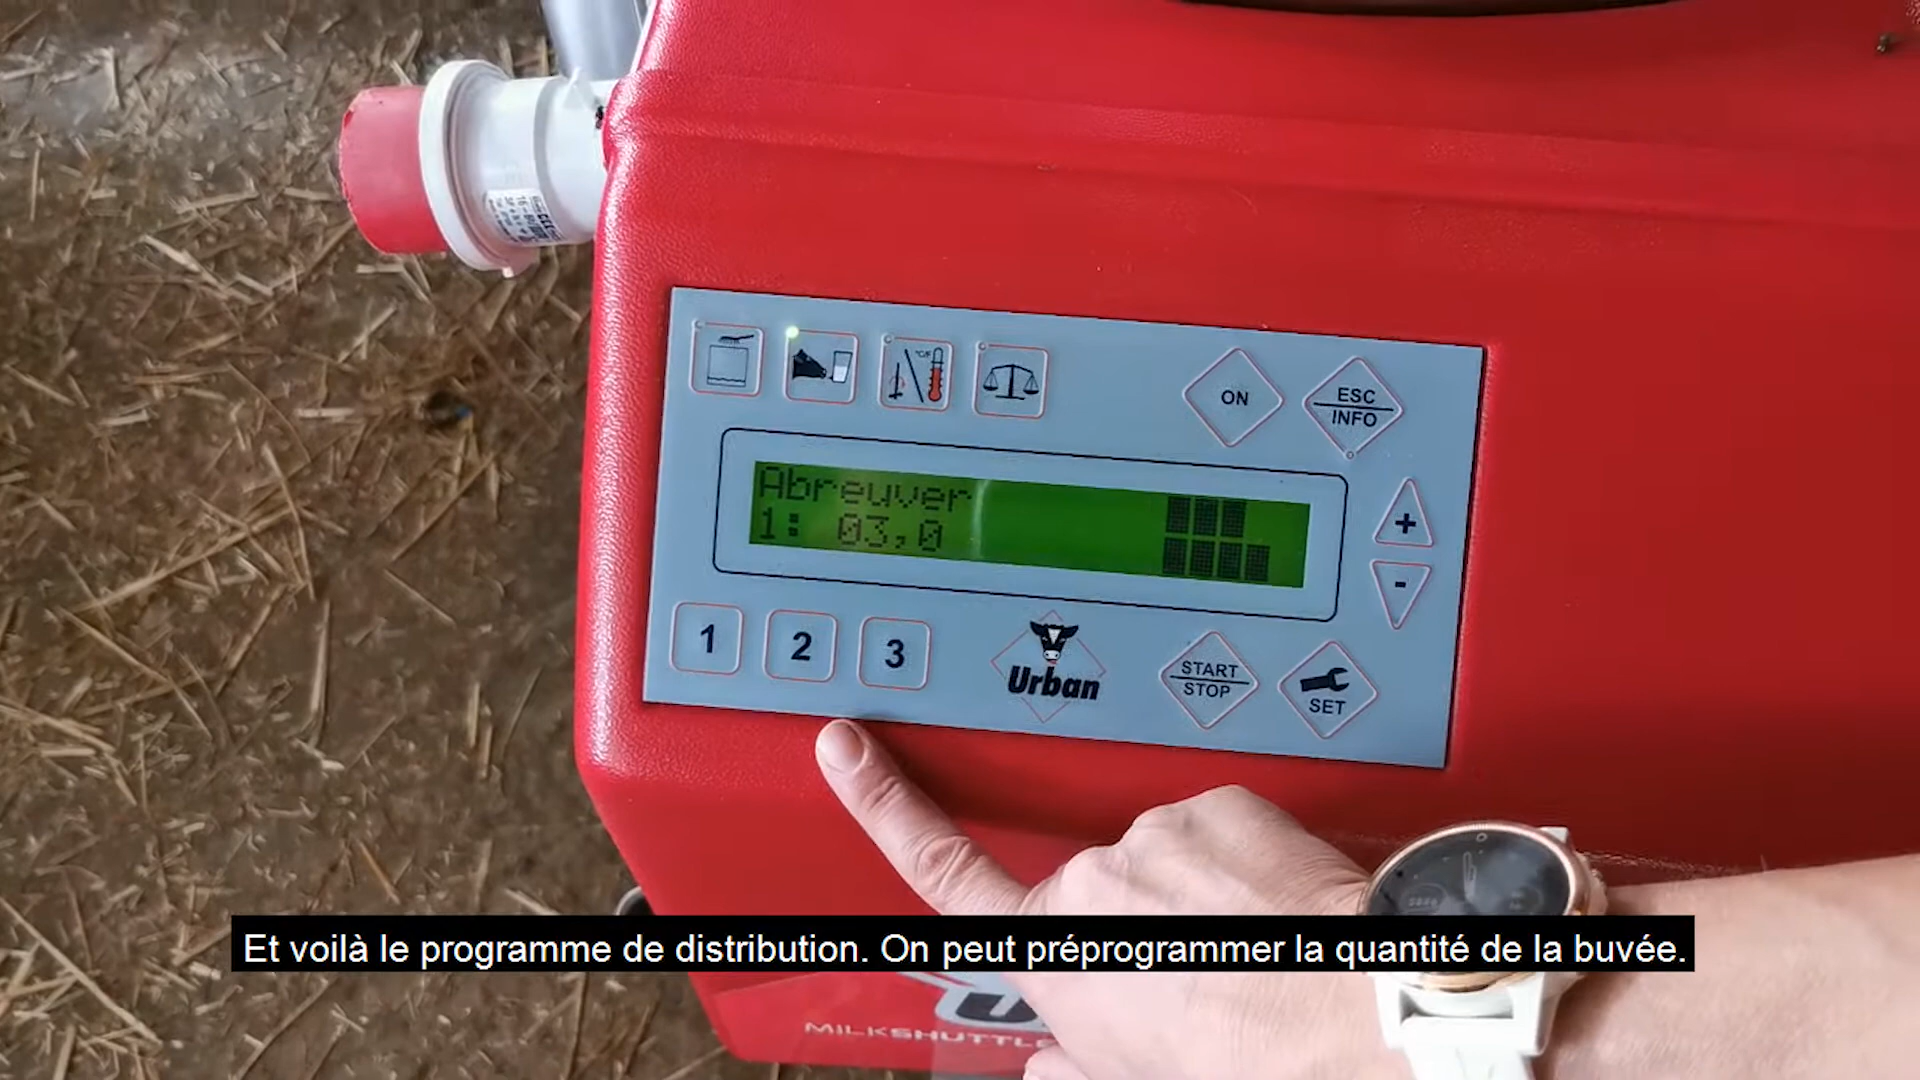 °C/F
ON
ESC
INFO
Abreuver
1: 03,0
+
-
1
2
3
Urban
START
STOP
SET
Et voilà le programme de distribution. On peut préprogrammer la quantité de la buvée.
MILKSHUTTL